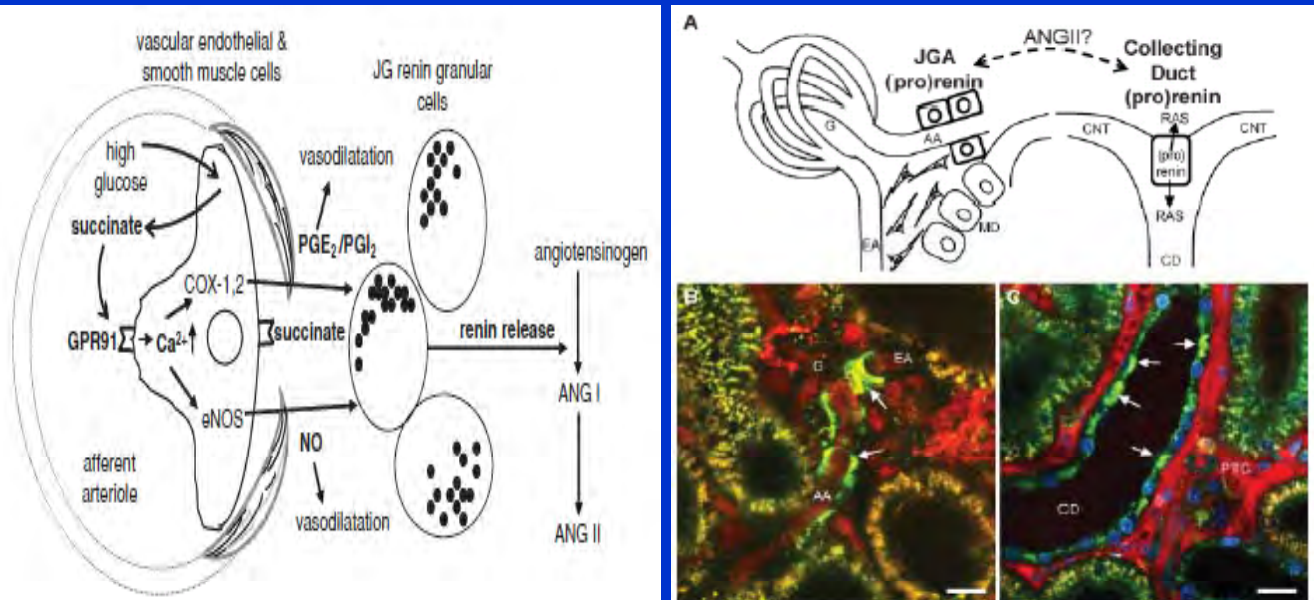 vascular endothelial &
smooth muscle cells
JG renin granular
cells
high
glucose
vasodilatation
succinate
PGE2/PGI2
angiotensinogen
COX-1,2
GPR91
Ca2+
succinate
renin release
ANG I
eNOS
NO
afferent
arteriole
vasodilatation
ANG II
A
ANGII?
JGA
(pro)renin
Collecting
Duct
(pro)renin
RAS
G
AA
CNT
CNT
(pro)
renin
MD
RAS
EA
CD
B
G
EA
AA
C
PTC
CD